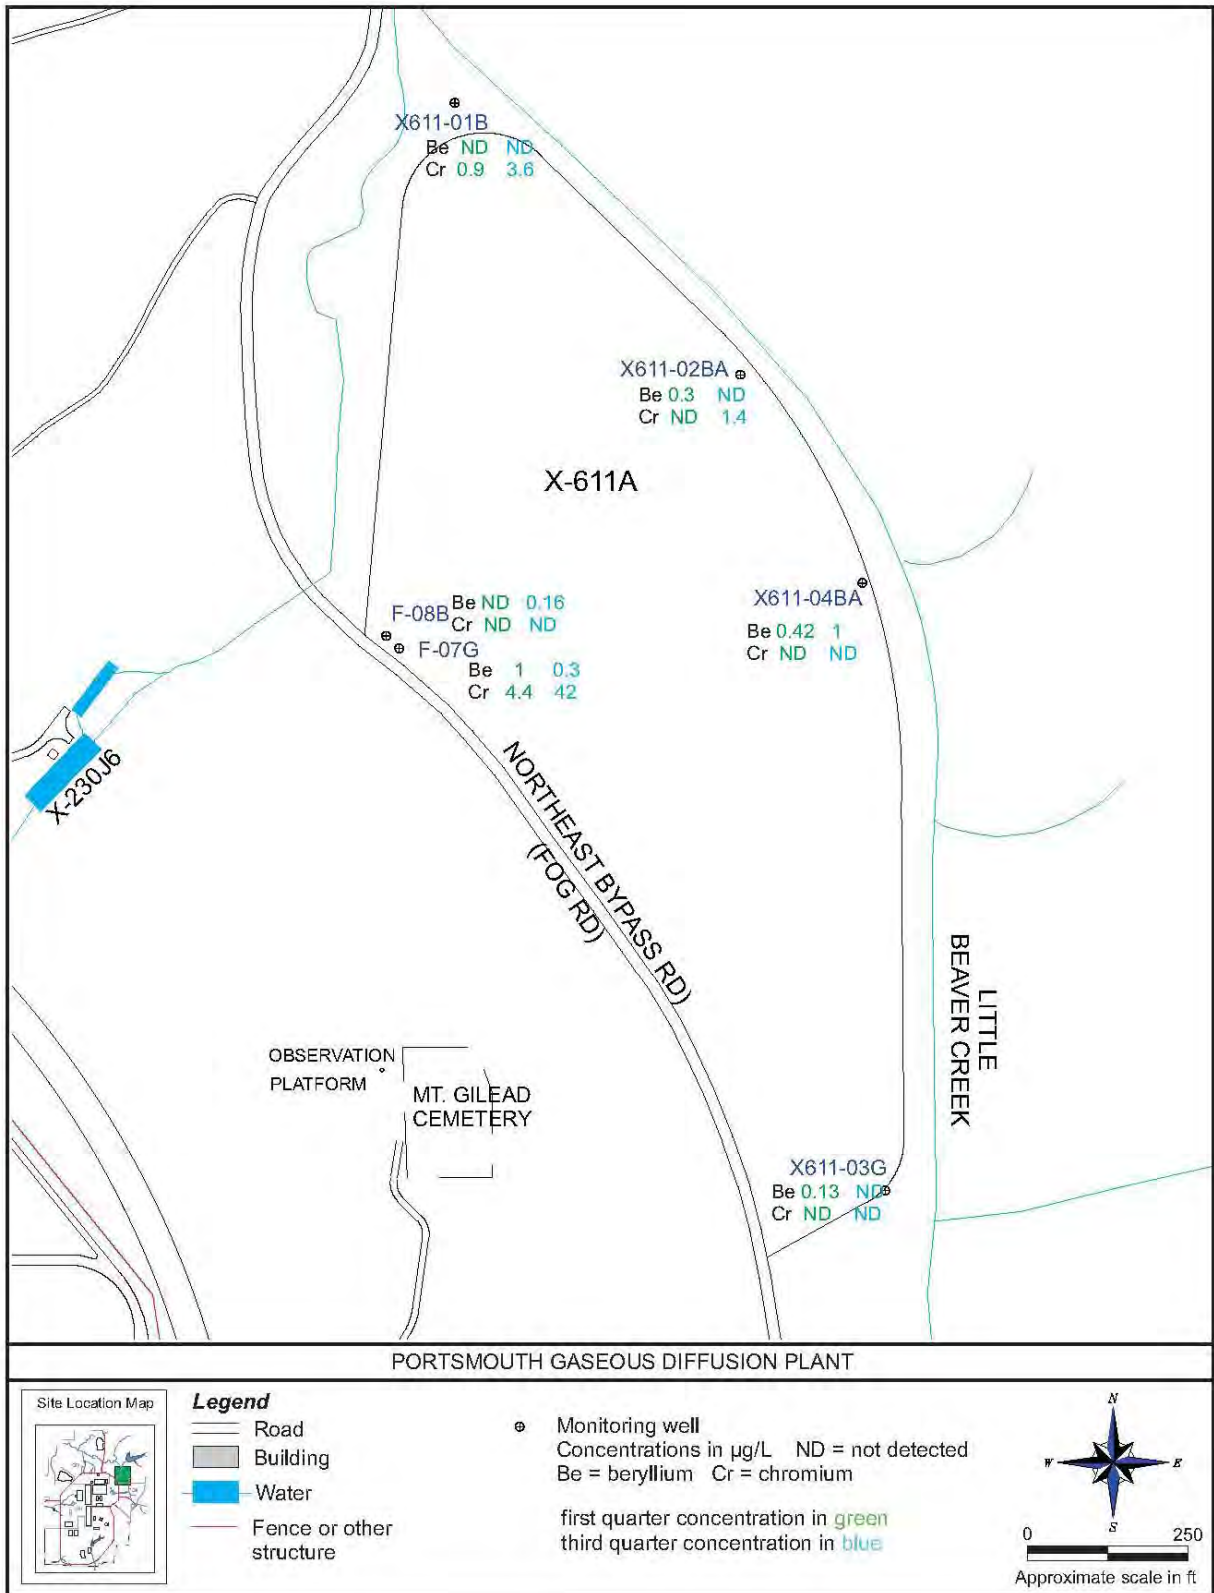 X611-01B
Be ND ND
Cr 0.9 3.6
X611-02BA
Be 0.3 ND
Cr ND 1.4
X-611A
X611-04BA
Be 0.42 1
Cr ND ND
F-08B
Be ND 0.16
Cr ND ND
F-07G
Be 1 0.3
Cr 4.4 42
X-230J6
NORTHEAST BYPASS RD)
(FOG RD)
LITTLE
BEAVER CREEK
OBSERVATION
PLATFORM
MT. GILEAD
CEMETERY
X611-03G
Be 0.13 ND
Cr ND ND
PORTSMOUTH GASEOUS DIFFUSION PLANT
Site Location Map
Legend
Road
Building
Water
Fence or other
structure
Monitoring well
Concentrations in µg/L ND = not detected
Be = beryllium Cr = chromium
first quarter concentration in green
third quarter concentration in blue
N
W
E
S
0 250
Approximate scale in ft